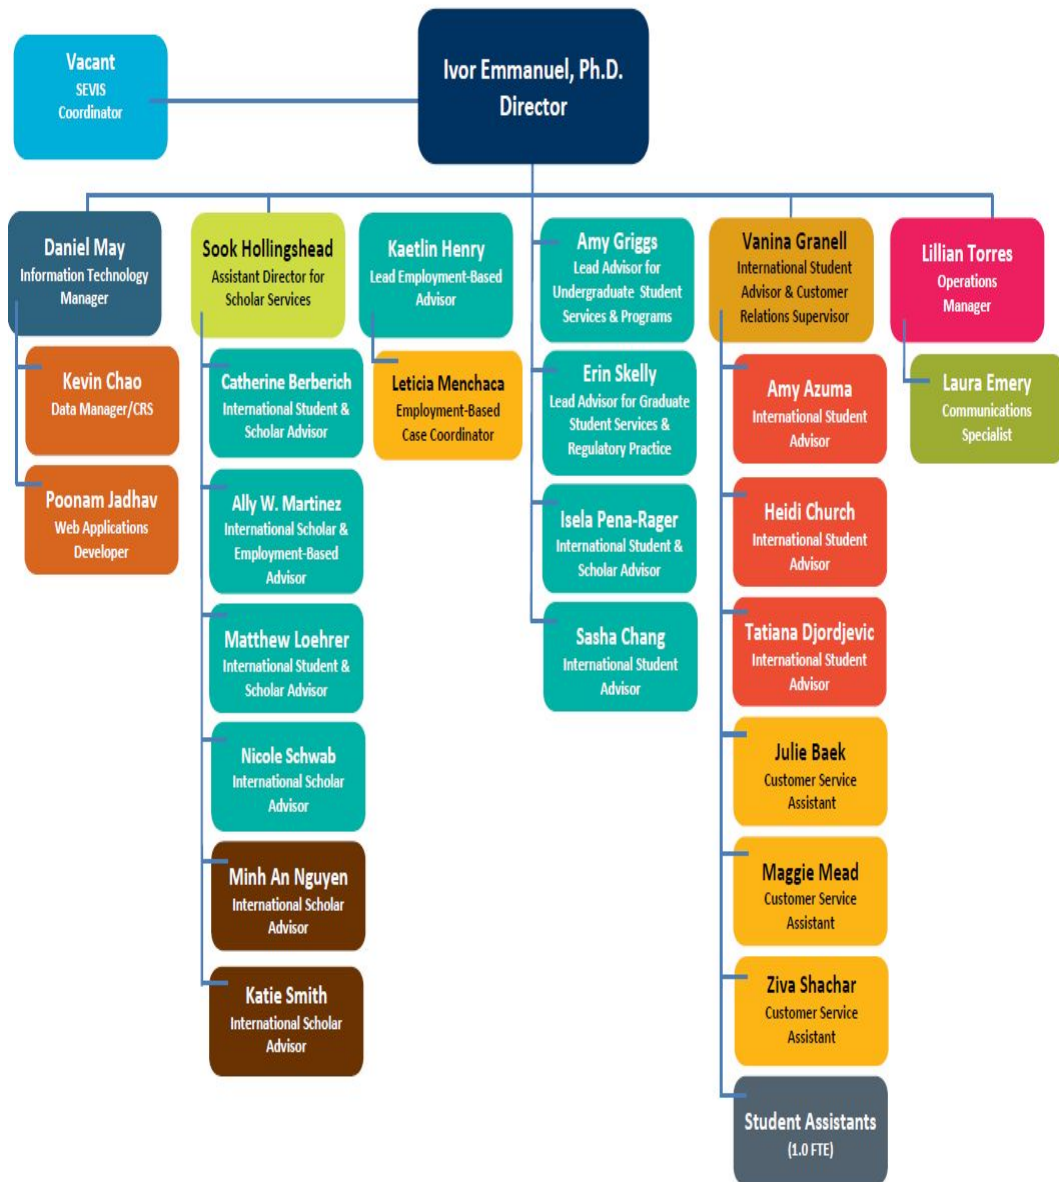 Vacant
SEVIS
Coordinator
Ivor Emmanuel, Ph.D.
Director
Daniel May
Information Technology
Manager
Kevin Chao
Data Manager/CRS
Poonam Jadhav
Web Applications
Developer
Sook Hollingshead
Assistant Director for
Scholar Services
Catherine Berberich
International Student &
Scholar Advisor
Ally W. Martinez
International Scholar &
Employment-Based
Advisor
Matthew Loehrer
International Student &
Scholar Advisor
Nicole Schwab
International Scholar
Advisor
Minh An Nguyen
International Scholar
Advisor
Katie Smith
International Scholar
Advisor
Kaetlin Henry
Lead Employment-Based
Advisor
Leticia Menchaca
Employment-Based
Case Coordinator
Amy Griggs
Lead Advisor for
Undergraduate Student
Services & Programs
Erin Skelly
Lead Advisor for Graduate
Student Services &
Regulatory Practice
Isela Pena-Rager
International Student &
Scholar Advisor
Sasha Chang
International Student
Advisor
Vanina Granell
International Student
Advisor & Customer
Relations Supervisor
Amy Azuma
International Student
Advisor
Heidi Church
International Student
Advisor
Tatiana Djordjevic
International Student
Advisor
Julie Baek
Customer Service
Assistant
Maggie Mead
Customer Service
Assistant
Ziva Shachar
Customer Service
Assistant
Student Assistants
(1.0 FTE)
Lillian Torres
Operations
Manager
Laura Emery
Communications
Specialist